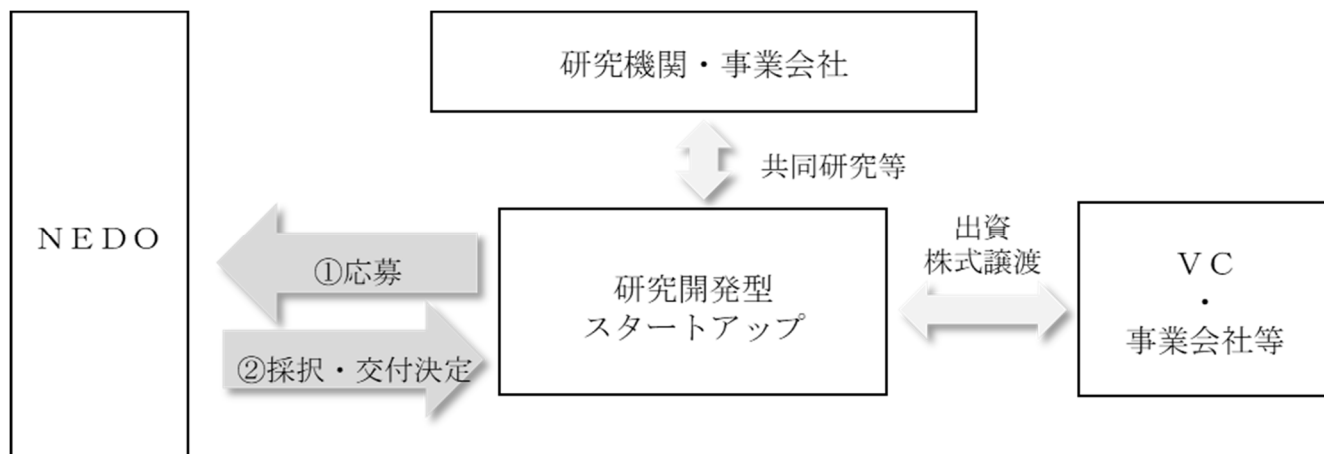 研究機関・事業会社
共同研究等
NEDO
①応募
②採択・交付決定
研究開発型
スタートアップ
出資
株式譲渡
VC
・
事業会社等